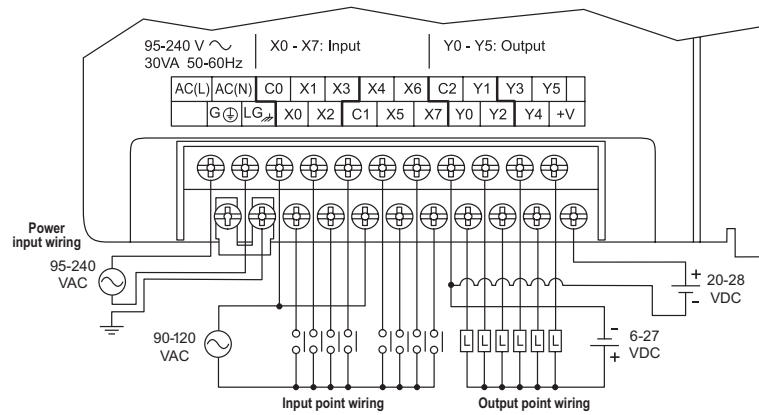 95-240 V
30VA 50-60Hz
X0 - X7: Input
Y0 - Y5: Output
AC(L) AC(N) C0 X1 X3 X4 X6 C2 Y1 Y3 Y5
G LG X0 X2 C1 X5 X7 Y0 Y2 Y4 +V
Power
input wiring
95-240
VAC
+
20-28
-
VDC
90-120
VAC
L L L L L L
-
6-27
+
VDC
Input point wiring
Output point wiring